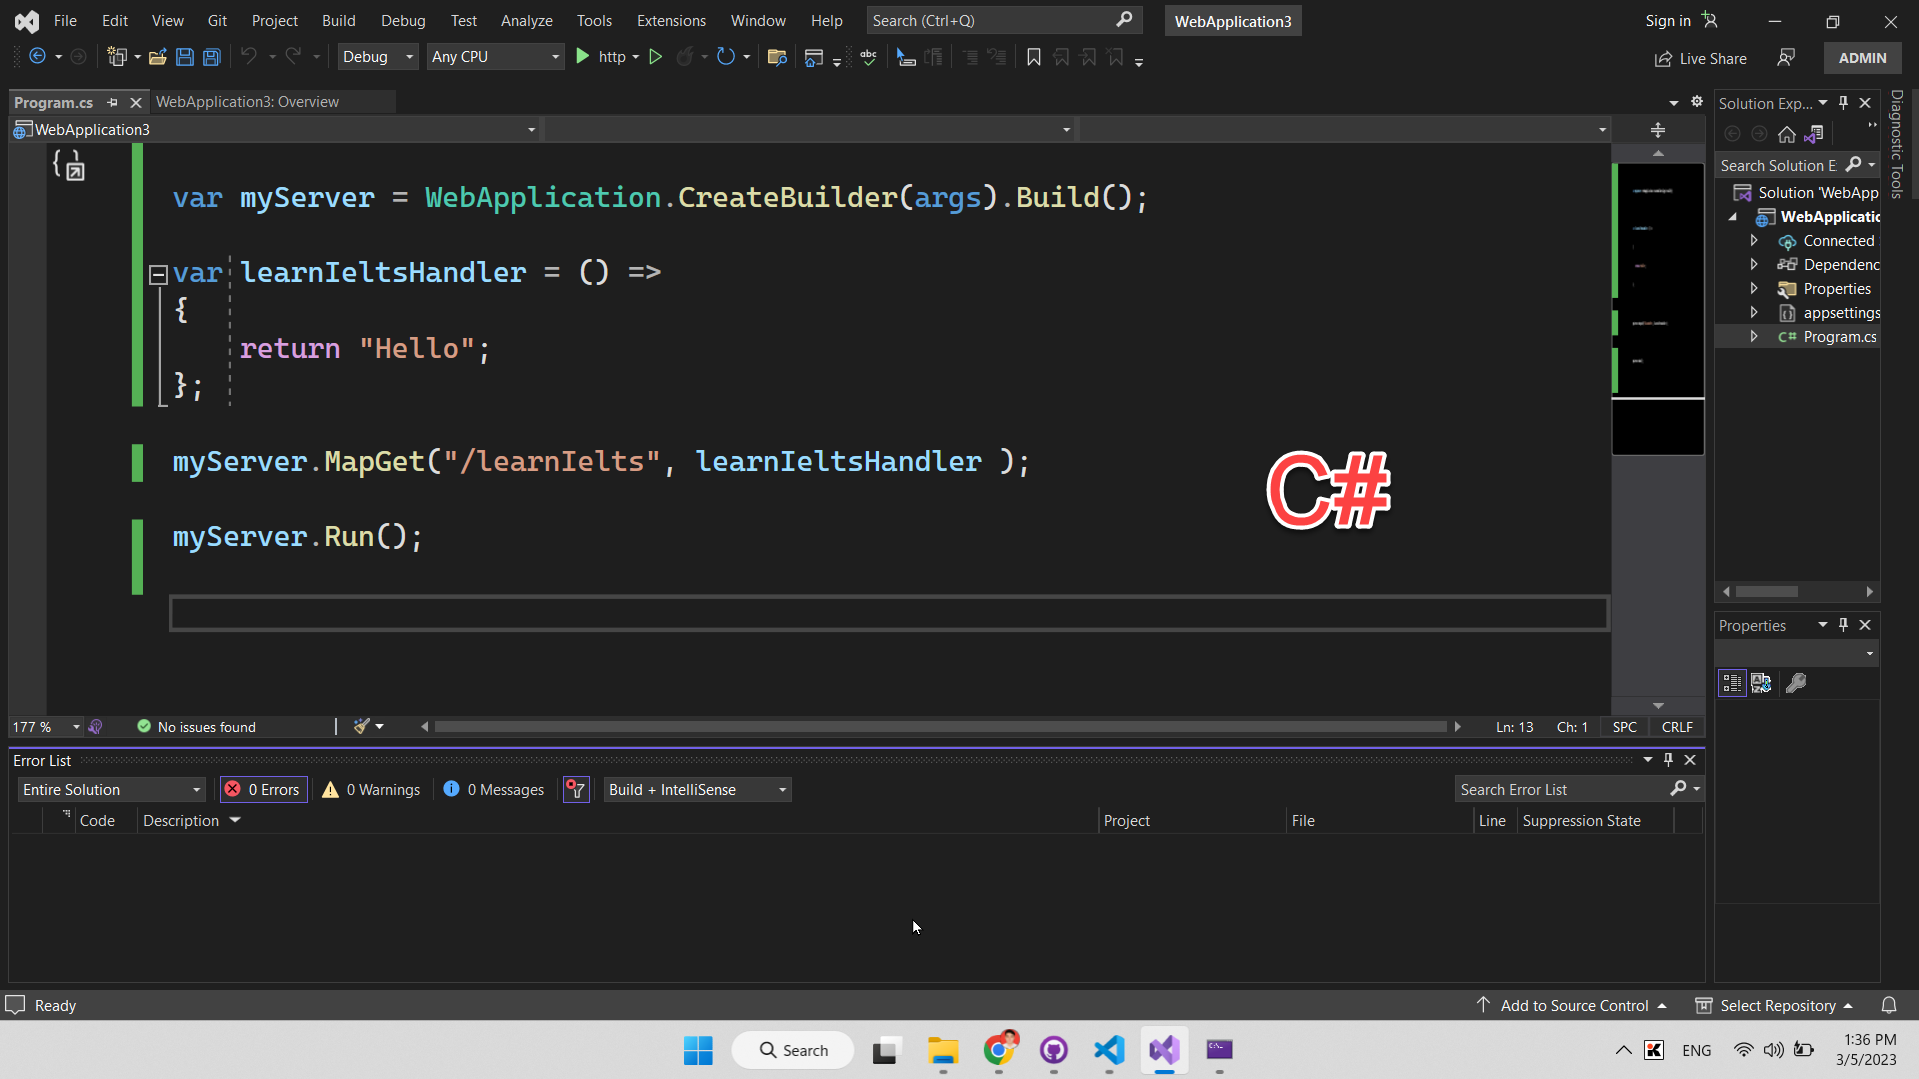 File Edit View Git Project Build Debug Test Analyze Tools Extensions Window Help Search (Ctrl+Q) WebApplication3 Sign in
Debug Any CPU http Live Share ADMIN
Program.cs WebApplication3: Overview
WebApplication3
var myServer = WebApplication.CreateBuilder(args).Build();
var learnIeltsHandler = () =>
{
return "Hello";
};
myServer.MapGet("/learnIelts", learnIeltsHandler );
myServer.Run();
C#
Solution Exp...
Search Solution E
Solution 'WebApp
WebApplicatio
Connected
Dependenc
Properties
appsettings
C# Program.cs
Diagnostic Tools
Properties
177 % No issues found Ln: 13 Ch: 1 SPC CRLF
Error List
Entire Solution 0 Errors 0 Warnings 0 Messages Build + IntelliSense Search Error List
Code Description Project File Line Suppression State
Ready Add to Source Control Select Repository
Search ENG 1:36 PM
3/5/2023